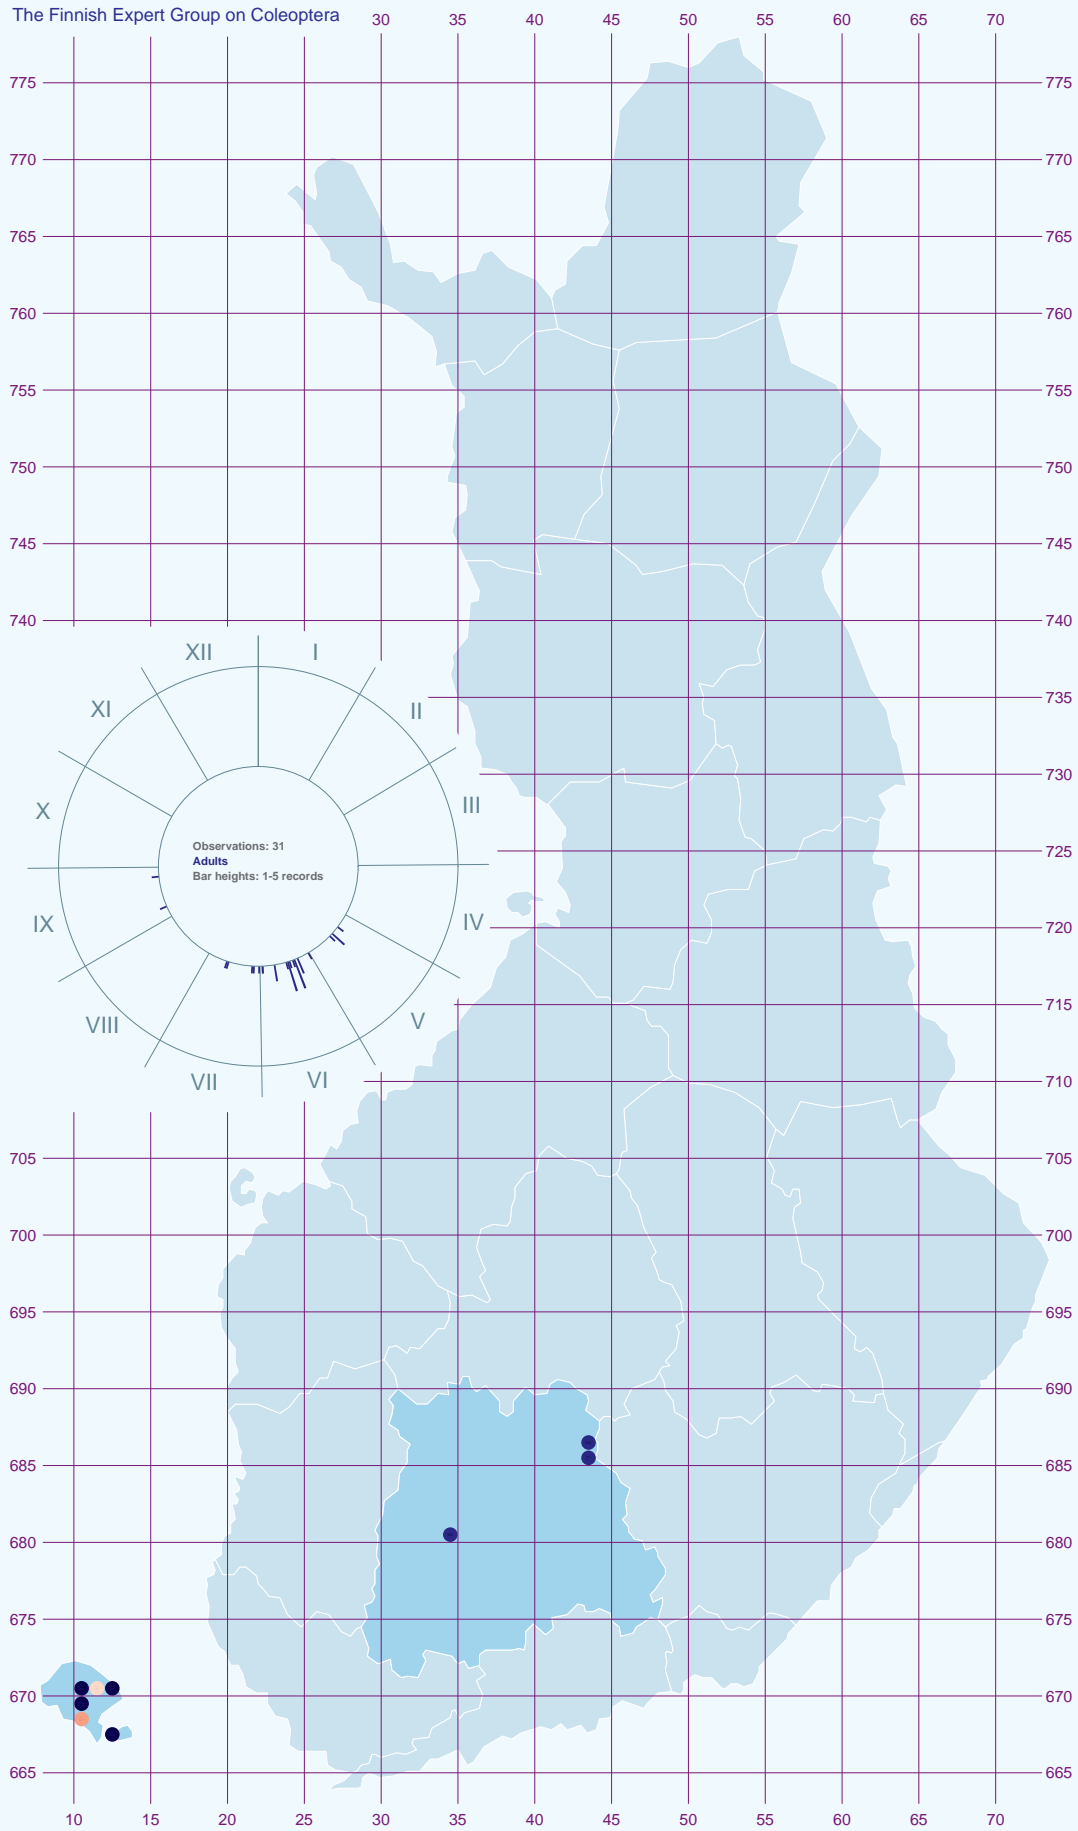 The Finnish Expert Group on Coleoptera
30 35 40 45 50 55 60 65 70
775 775
770 770
765 765
760 760
755 755
750 750
745 745
740 740
XII I
XI II
735
730
X III
725
Observations: 31
Adults
Bar heights: 1-5 records
IX IV
720
715
VIII V
VII VI
710
705 705
700 700
695 695
690 690
685 685
680 680
675 675
670 670
665 665
10 15 20 25 30 35 40 45 50 55 60 65 70